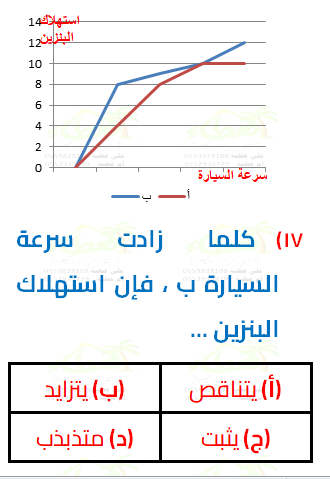 استهلاك
البنزين
14
12
10
8
6
4
2
0
سرعة السيارة
أ ب
١٧) كلما زادت سرعة
السيارة ب ، فإن استهلاك
البنزين ...
(أ) يتناقص (ب) يتزايد
(ج) يثبت (د) متذبذب